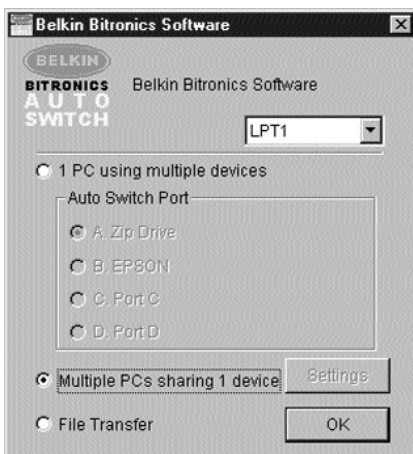 Belkin Bitronics Software
BELKIN
BITRONICS
AUTO
SWITCH
Belkin Bitronics Software
LPT1
1 PC using multiple devices
Auto Switch Port
A. Zip Drive
B. EPSON
C. Port C
D. Port D
Multiple PCs sharing 1 device
Settings
File Transfer
OK